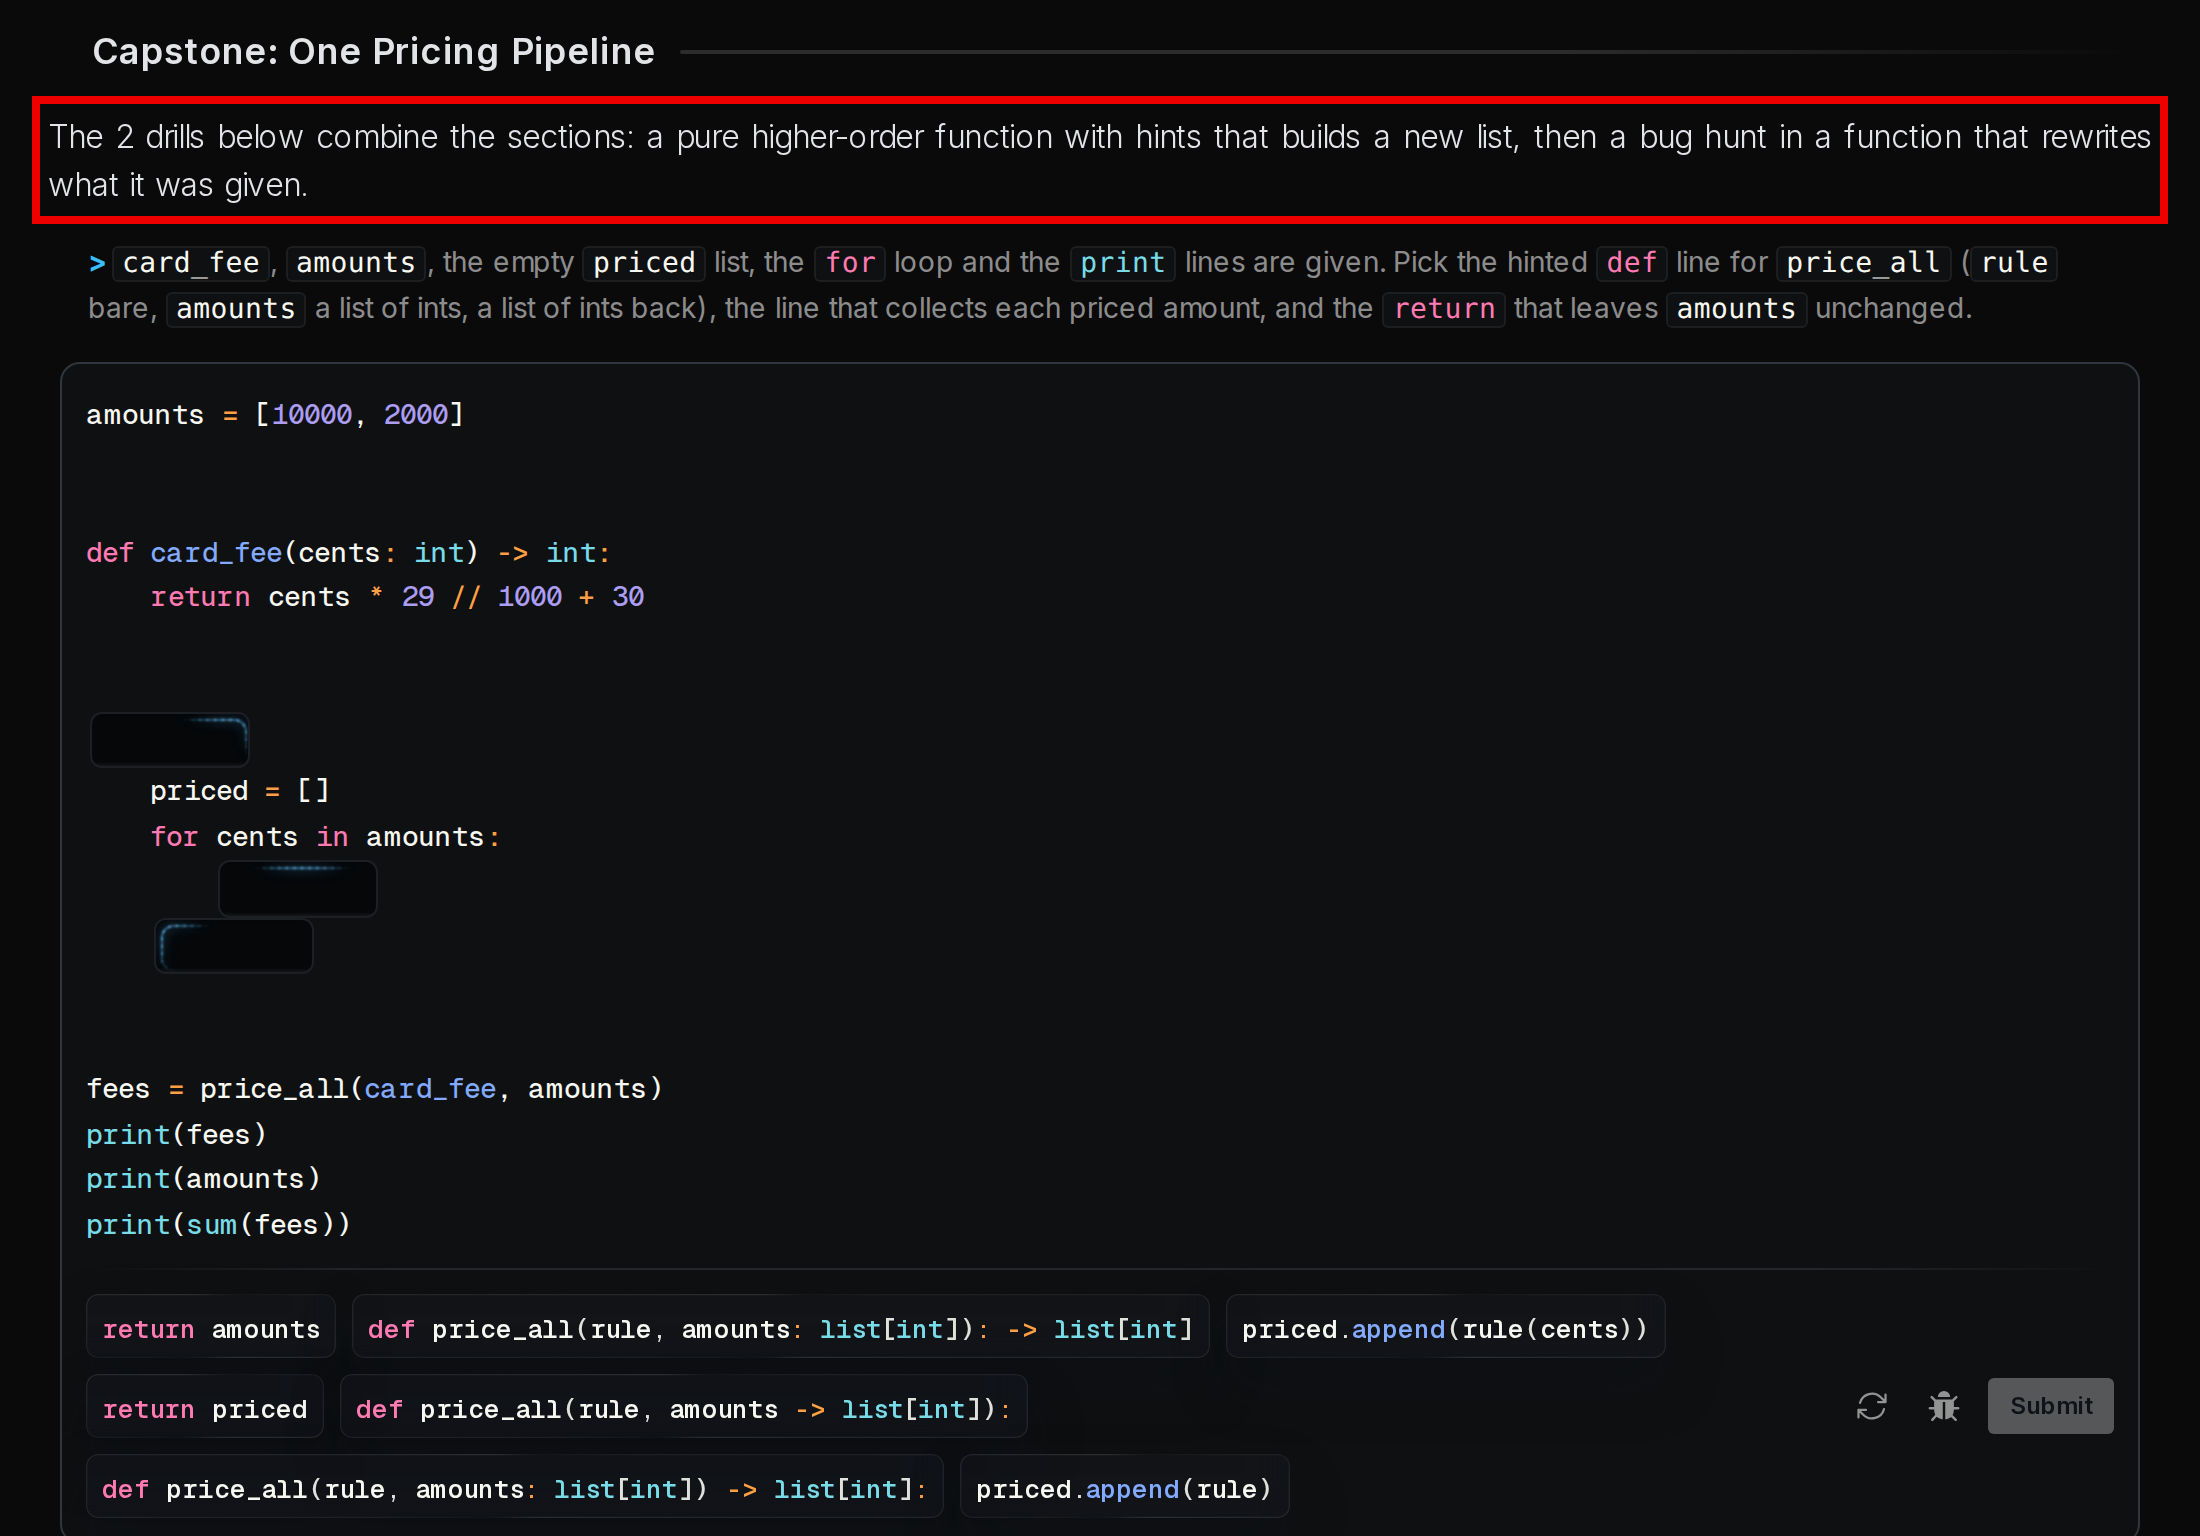 Capstone: One Pricing Pipeline
The 2 drills below combine the sections: a pure higher-order function with hints that builds a new list, then a bug hunt in a function that rewrites
what it was given.
> card_fee, amounts, the empty priced list, the for loop and the print lines are given. Pick the hinted def line for price_all (rule
bare, amounts a list of ints, a list of ints back), the line that collects each priced amount, and the return that leaves amounts unchanged.
amounts = [10000, 2000]
def card_fee(cents: int) -> int:
    return cents * 29 // 1000 + 30
    priced = []
    for cents in amounts:
fees = price_all(card_fee, amounts)
print(fees)
print(amounts)
print(sum(fees))
return amounts def price_all(rule, amounts: list[int]): -> list[int] priced.append(rule(cents))
return priced def price_all(rule, amounts -> list[int]): Submit
def price_all(rule, amounts: list[int]) -> list[int]: priced.append(rule)